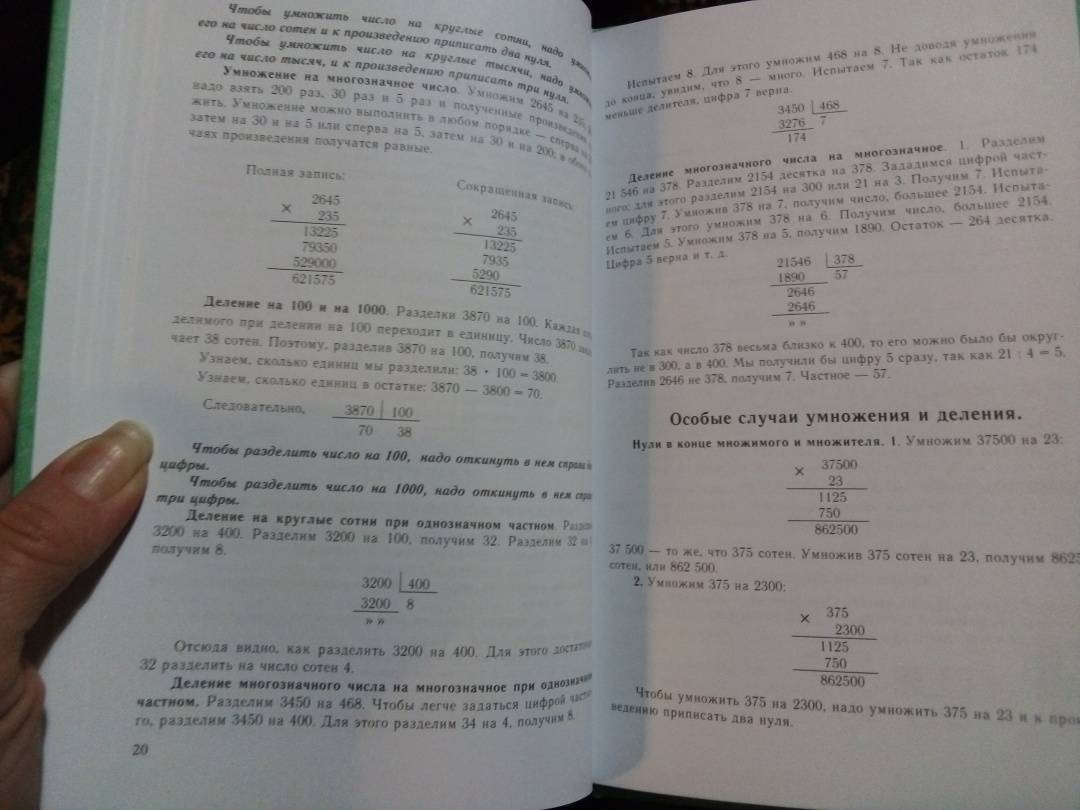 Чтобы умножить число на круглые сотни, надо
его на число сотен и к произведению приписать два нуля.
Чтобы умножить число на круглые тысячи, надо
его на число тысяч, и к произведению приписать три нуля.
Умножение на многозначное число. Умножим 2645 на
надо взять 200 раз, 30 раз и 5 раз и полученные
жить. Умножение можно выполнить в любом порядке — сперва
затем на 30 и на 5 или сперва на 5, затем на 30 и на 200, в
чаях произведения получатся равные.
Полная запись:
× 2645
235
13225
79350
529000
621575
Сокращенная запись:
× 2645
235
13225
7935
5290
621575
Деление на 100 и на 1000. Разделки 3870 на 100. Каждая
делимого при делении на 100 переходит в единицу. Число 3870
чает 38 сотен. Поэтому, разделив 3870 на 100, получим 38.
Узнаем, сколько единиц мы разделили: 38 · 100 = 3800.
Узнаем, сколько единиц в остатке: 3870 — 3800 = 70.
Следовательно, 3870 100
70 38
Чтобы разделить число на 100, надо откинуть в нем справа
цифры.
Чтобы разделить число на 1000, надо откинуть в нем
три цифры.
Деление на круглые сотни при однозначном частном.
3200 на 400. Разделим 3200 на 100, получим 32. Разделим 32
получим 8.
3200 400
3200 8
» »
Отсюда видно, как разделить 3200 на 400. Для этого
32 разделить на число сотен 4.
Деление многозначного числа на многозначное при
частном. Разделим 3450 на 468. Чтобы легче задаться цифрой
го, разделим 3450 на 400. Для этого разделим 34 на 4, получим 8.
20
Испытаем 8. Для этого умножим 468 на 8. Не доводя умножения
до конца, увидим, что 8 — много. Испытаем 7. Так как остаток 174
меньше делителя, цифра 7 верна.
3450 468
3276 7
174
Деление многозначного числа на многозначное. 1. Разделим
21 546 на 378. Разделим 2154 десятка на 378. Зададимся цифрой част-
ного; для этого разделим 2154 на 300 или 21 на 3. Получим 7. Испыта-
ем цифру 7. Умножив 378 на 7, получим число, большее 2154. Испыта-
ем 6. Для этого умножим 378 на 6. Получим число, большее 2154.
Испытаем 5. Умножим 378 на 5, получим 1890. Остаток — 264 десятка.
Цифра 5 верна и т. д.
21546 378
1890 57
2646
2646
» »
Так как число 378 весьма близко к 400, то его можно было бы округ-
лить не в 300, а в 400. Мы получили бы цифру 5 сразу, так как 21 : 4 = 5.
Разделив 2646 не 378, получим 7. Частное — 57.
Особые случаи умножения и деления.
Нули в конце множимого и множителя. 1. Умножим 37500 на 23:
× 37500
23
1125
750
862500
37 500 — то же, что 375 сотен. Умножив 375 сотен на 23, получим 8625
сотен, или 862 500.
2. Умножим 375 на 2300:
× 375
2300
1125
750
862500
Чтобы умножить 375 на 2300, надо умножить 375 на 23 и к прои
ведению приписать два нуля.